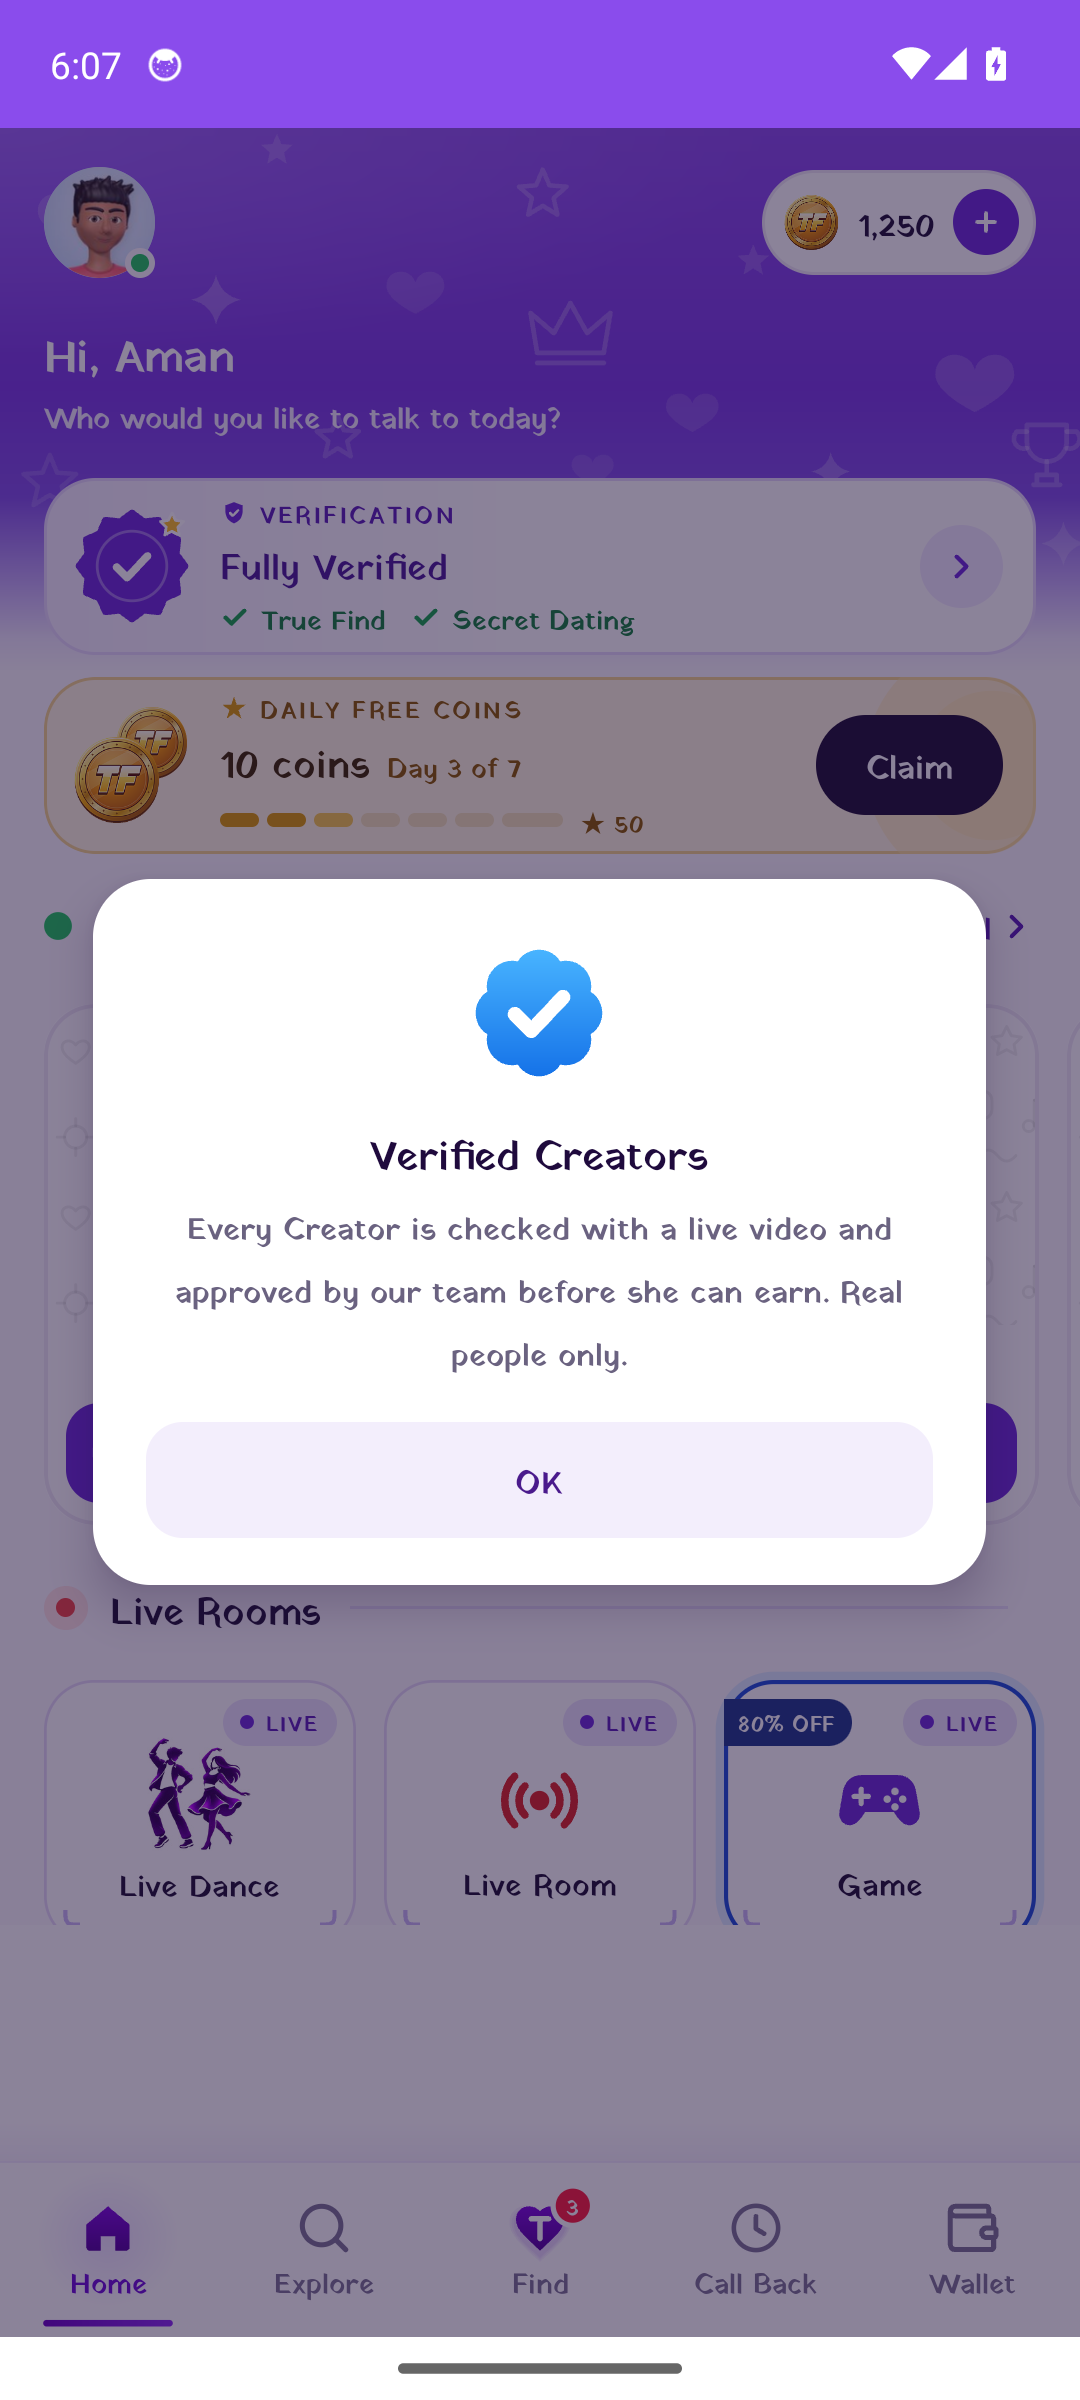 6:07
1,250
Hi, Aman
Who would you like to talk to today?
VERIFICATION
Fully Verified
True Find Secret Dating
DAILY FREE COINS
10 coins Day 3 of 7
Claim
50
Verified Creators
Every Creator is checked with a live video and
approved by our team before she can earn. Real
people only.
OK
Live Rooms
LIVE
LIVE
80% OFF
LIVE
Live Dance
Live Room
Game
3
Home
Explore
Find
Call Back
Wallet